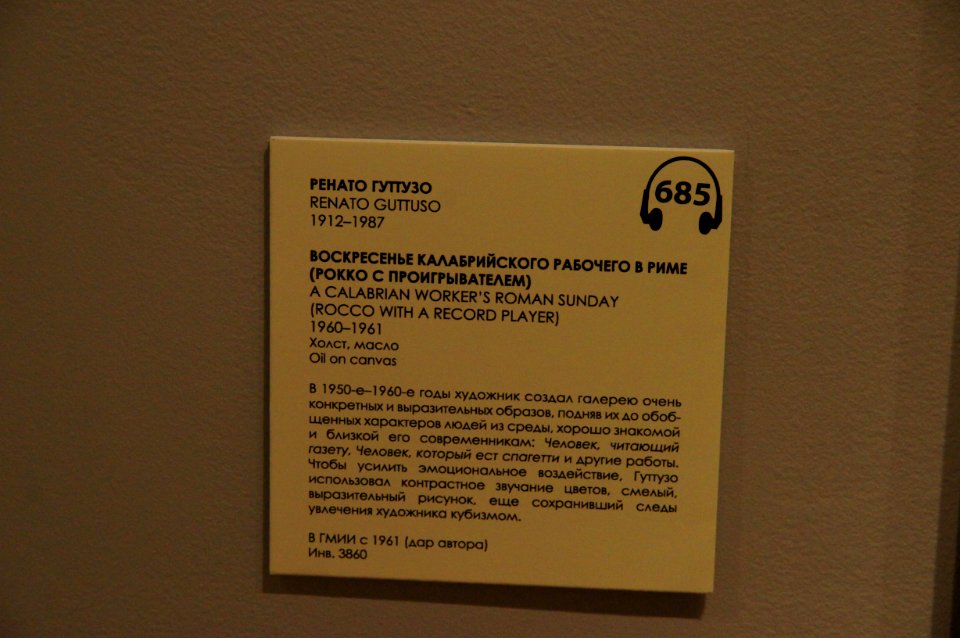 685
РЕНАТО ГУТТУЗО
RENATO GUTTUSO
1912–1987
ВОСКРЕСЕНЬЕ КАЛАБРИЙСКОГО РАБОЧЕГО В РИМЕ
(РОККО С ПРОИГРЫВАТЕЛЕМ)
A CALABRIAN WORKER'S ROMAN SUNDAY
(ROCCO WITH A RECORD PLAYER)
1960–1961
Холст, масло
Oil on canvas
В 1950-е–1960-е годы художник создал галерею очень
конкретных и выразительных образов, подняв их до обоб-
щенных характеров людей из среды, хорошо знакомой
и близкой его современникам: Человек, читающий
газету, Человек, который ест спагетти и другие работы.
Чтобы усилить эмоциональное воздействие, Гуттузо
использовал контрастное звучание цветов, смелый,
выразительный рисунок, еще сохранивший следы
увлечения художника кубизмом.
В ГМИИ с 1961 (дар автора)
Инв. 3860